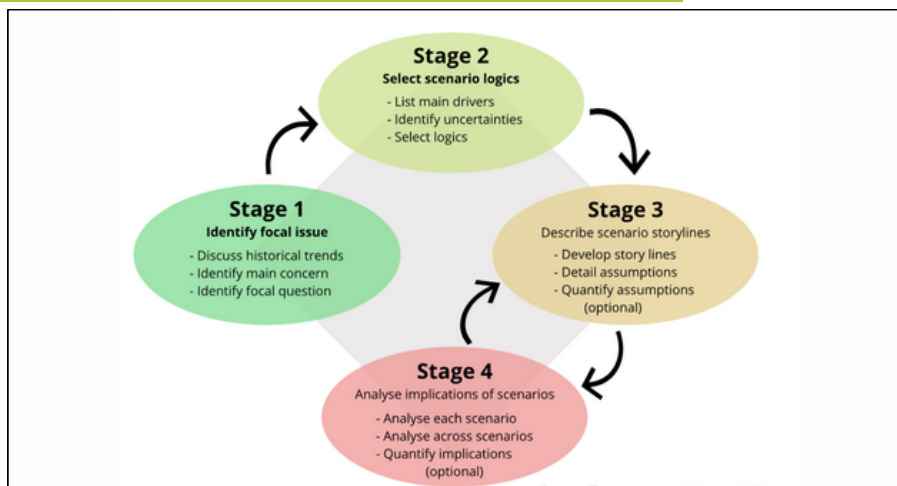 Stage 1
Identify focal issue
- Discuss historical trends
- Identify main concern
- Identify focal question
Stage 2
Select scenario logics
- List main drivers
- Identify uncertainties
- Select logics
Stage 3
Describe scenario storylines
- Develop story lines
- Detail assumptions
- Quantify assumptions
(optional)
Stage 4
Analyse implications of scenarios
- Analyse each scenario
- Analyse across scenarios
- Quantify implications
(optional)